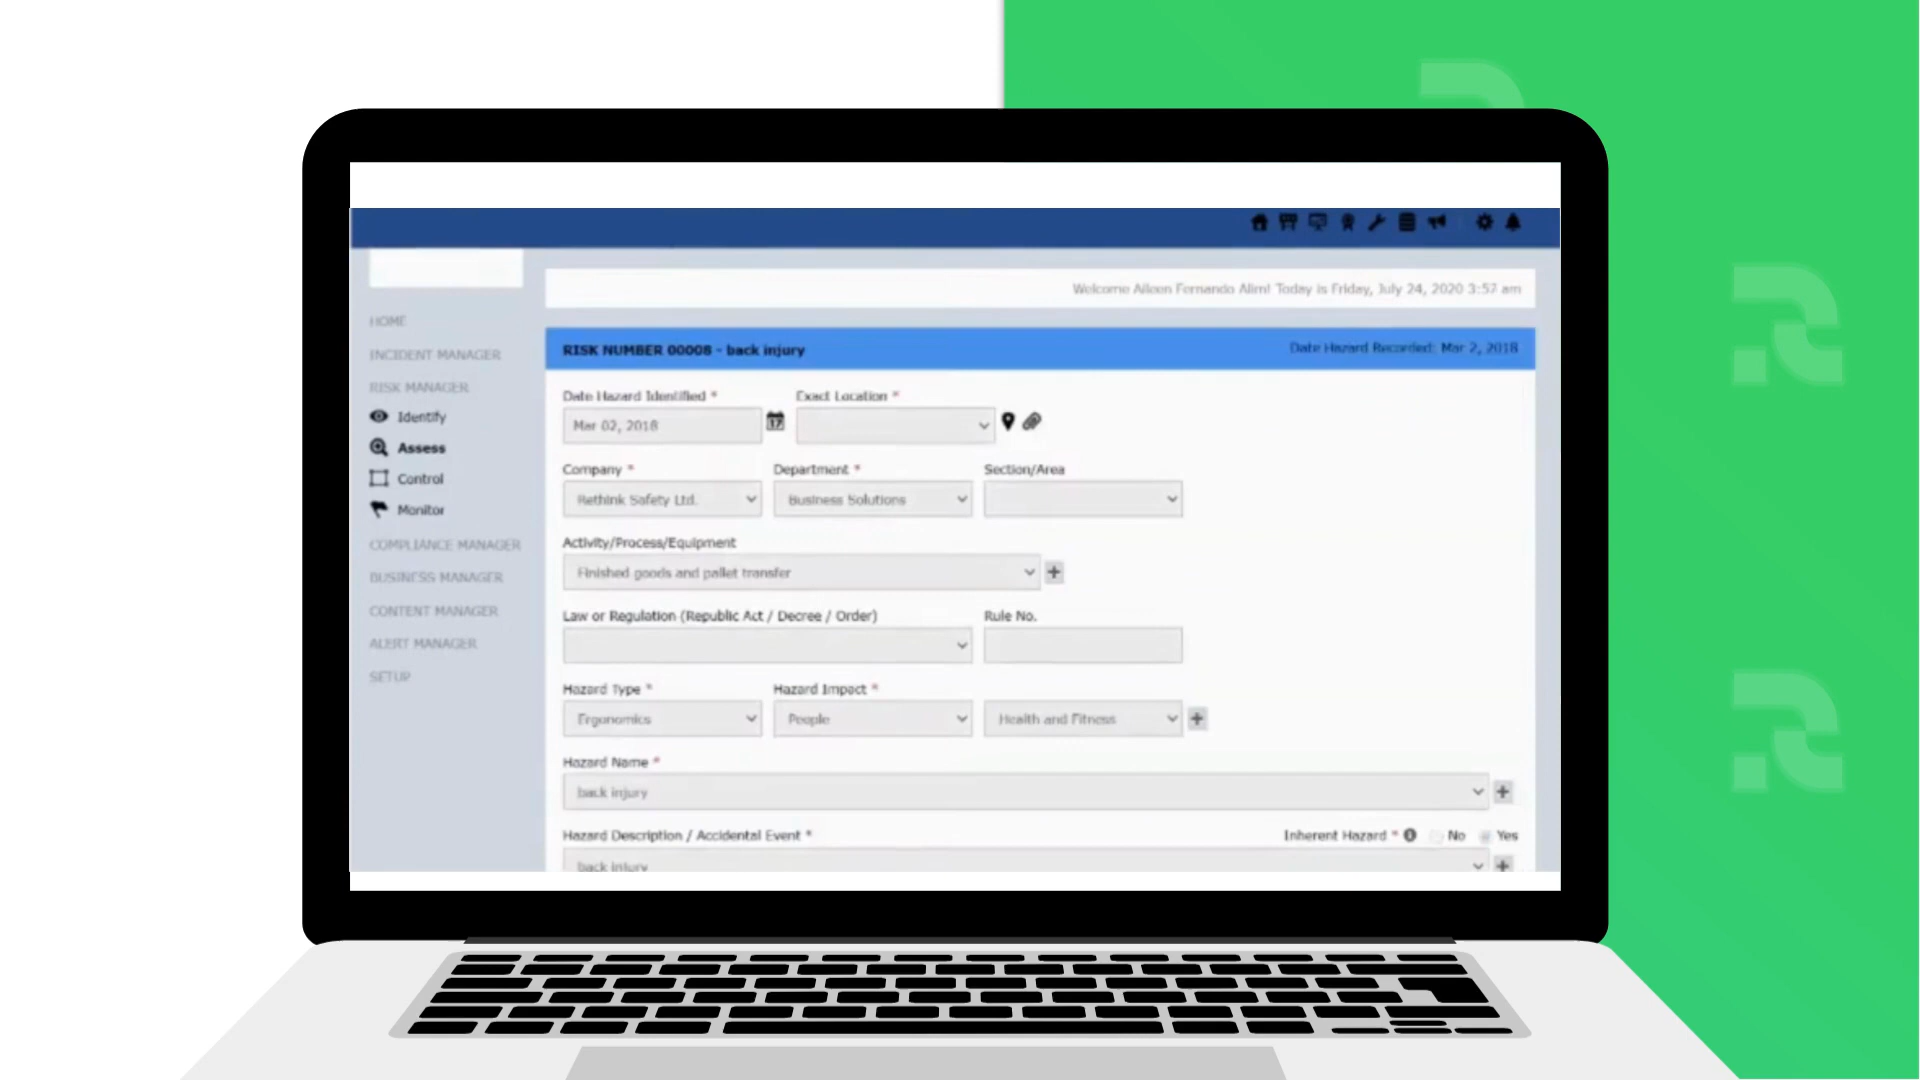 Welcome Aileen Fernando Alim! Today is Friday, July 24, 2020 3:57 am
HOME
INCIDENT MANAGER
RISK MANAGER
Identify
Assess
Control
Monitor
COMPLIANCE MANAGER
BUSINESS MANAGER
CONTENT MANAGER
ALERT MANAGER
SETUP
RISK NUMBER 00008 - back injury Date Hazard Recorded: Mar 2, 2018
Date Hazard Identified * Exact Location *
Mar 02, 2018 17
Company * Department * Section/Area
Rethink Safety Ltd. Business Solutions
Activity/Process/Equipment
Finished goods and pallet transfer
Law or Regulation (Republic Act / Decree / Order) Rule No.
Hazard Type * Hazard Impact *
Ergonomics People Health and Fitness
Hazard Name *
back injury
Hazard Description / Accidental Event * Inherent Hazard * No Yes
back injury